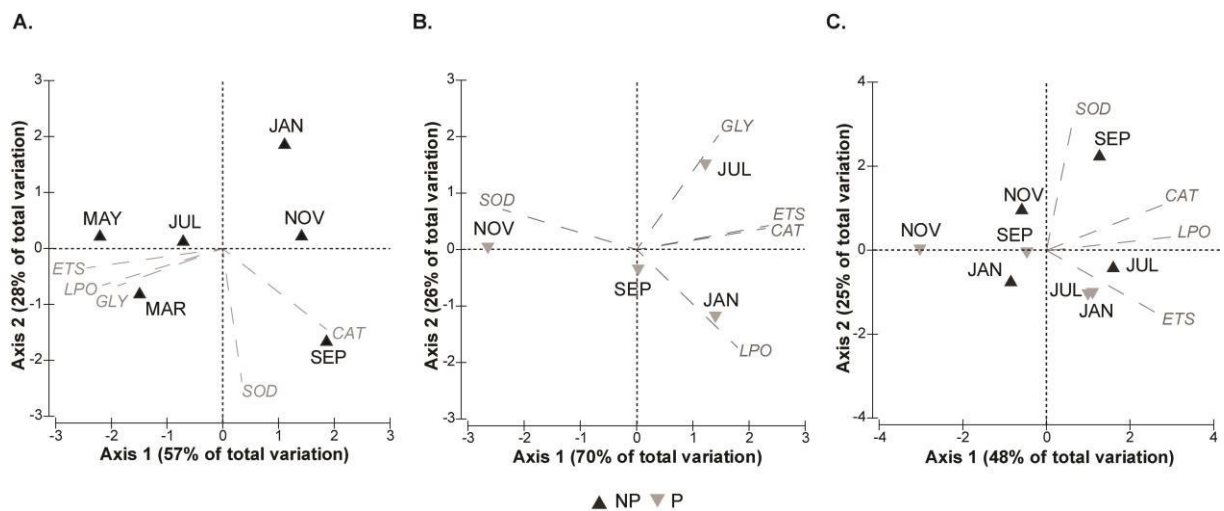 A.
3
2
1
0
-1
-2
-3
-3
-2
-1
0
1
2
3
Axis 2 (28% of total variation)
Axis 1 (57% of total variation)
JAN
MAY
JUL
NOV
ETS
LPO
GLY
MAR
CAT
SEP
SOD
B.
3
2
1
0
-1
-2
-3
-3
-2
-1
0
1
2
3
Axis 2 (26% of total variation)
Axis 1 (70% of total variation)
GLY
JUL
SOD
ETS
NOV
CAT
SEP
JAN
LPO
C.
4
2
0
-2
-4
-4
-2
0
2
4
Axis 2 (25% of total variation)
Axis 1 (48% of total variation)
SOD
SEP
NOV
CAT
NOV
SEP
LPO
JAN
JUL
JUL
JAN
ETS
NP
P